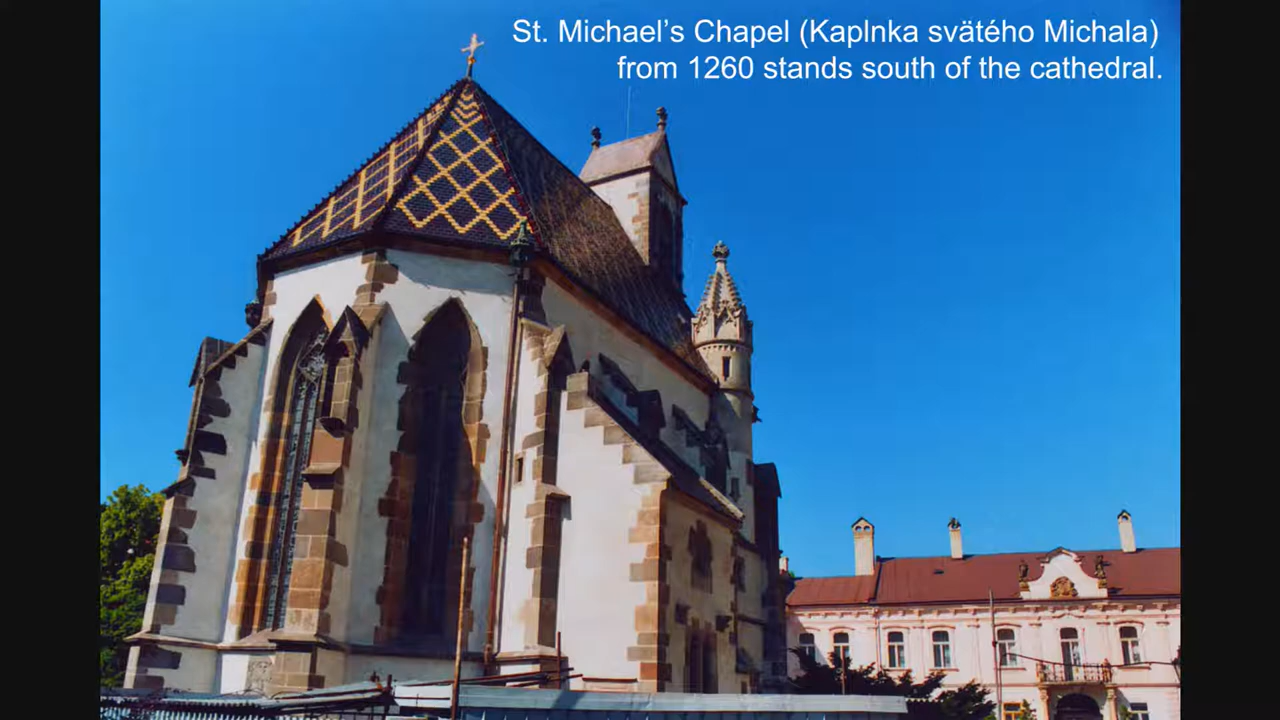 St. Michael’s Chapel (Kaplnka svätého Michala)
from 1260 stands south of the cathedral.